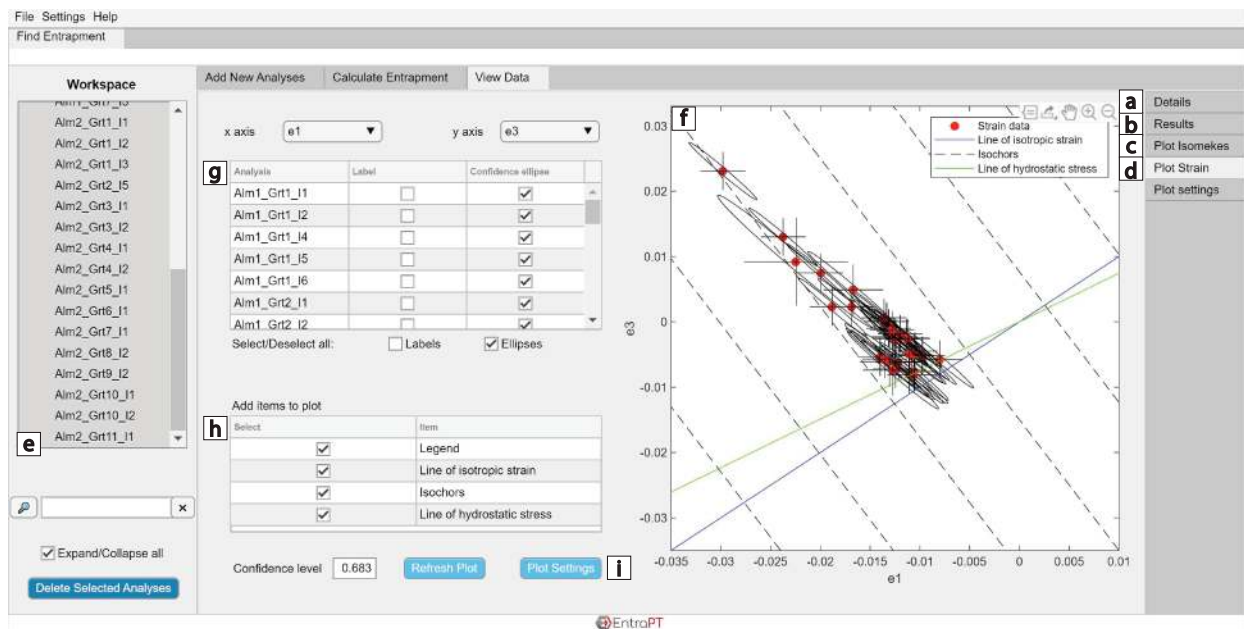 File Settings Help
Find Entrapment
Workspace
Alm1_Grt7_I3
Alm2_Grt1_I1
Alm2_Grt1_I2
Alm2_Grt1_I3
Alm2_Grt2_I5
Alm2_Grt3_I1
Alm2_Grt3_I2
Alm2_Grt4_I1
Alm2_Grt4_I2
Alm2_Grt5_I1
Alm2_Grt6_I1
Alm2_Grt7_I1
Alm2_Grt8_I2
Alm2_Grt9_I2
Alm2_Grt10_I1
Alm2_Grt10_I2
Alm2_Grt11_I1
e
Expand/Collapse all
Delete Selected Analyses
Add New Analyses Calculate Entrapment View Data
x axis e1 y axis e3
g
Analysis Label Confidence ellipse
Alm1_Grt1_I1
Alm1_Grt1_I2
Alm1_Grt1_I4
Alm1_Grt1_I5
Alm1_Grt1_I6
Alm1_Grt2_I1
Alm1_Grt2_I2
Select/Deselect all: Labels Ellipses
Add items to plot
h
Select Item
Legend
Line of isotropic strain
Isochors
Line of hydrostatic stress
Confidence level 0.683 Refresh Plot Plot Settings i
f
Strain data
Line of isotropic strain
Isochors
Line of hydrostatic stress
0.03
0.02
0.01
0
-0.01
-0.02
-0.03
e3
-0.035 -0.03 -0.025 -0.02 -0.015 -0.01 -0.005 0 0.005 0.01
e1
a Details
b Results
c Plot Isomekes
d Plot Strain
Plot settings
EntraPT